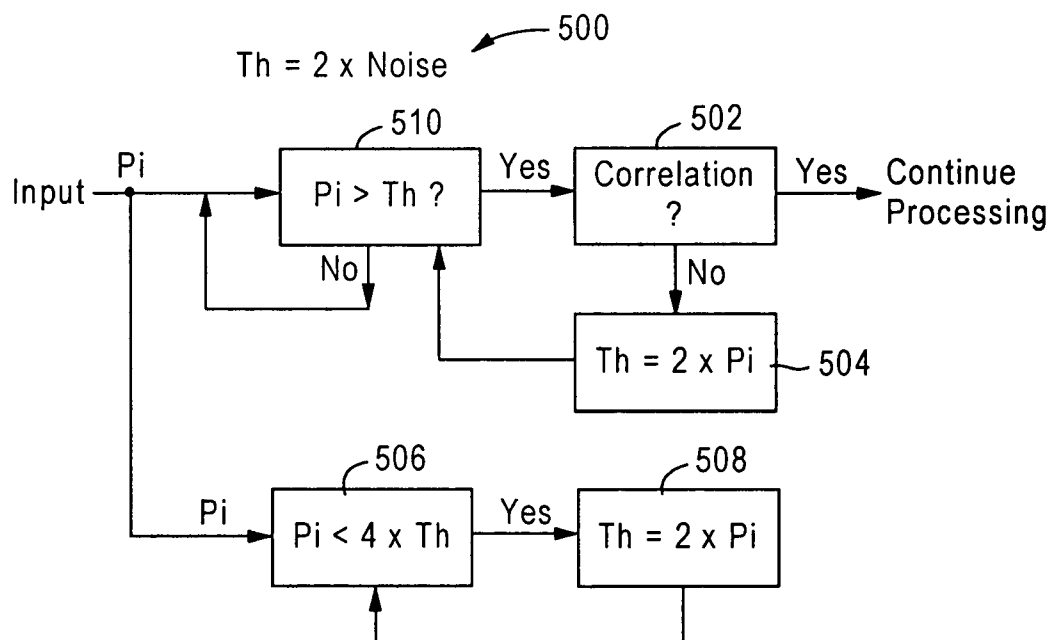 500
Th = 2 x Noise
510
502
Pi
Input
Pi > Th ?
Yes
Correlation
?
Yes
Continue
Processing
No
No
Th = 2 x Pi
504
506
508
Pi
Pi < 4 x Th
Yes
Th = 2 x Pi